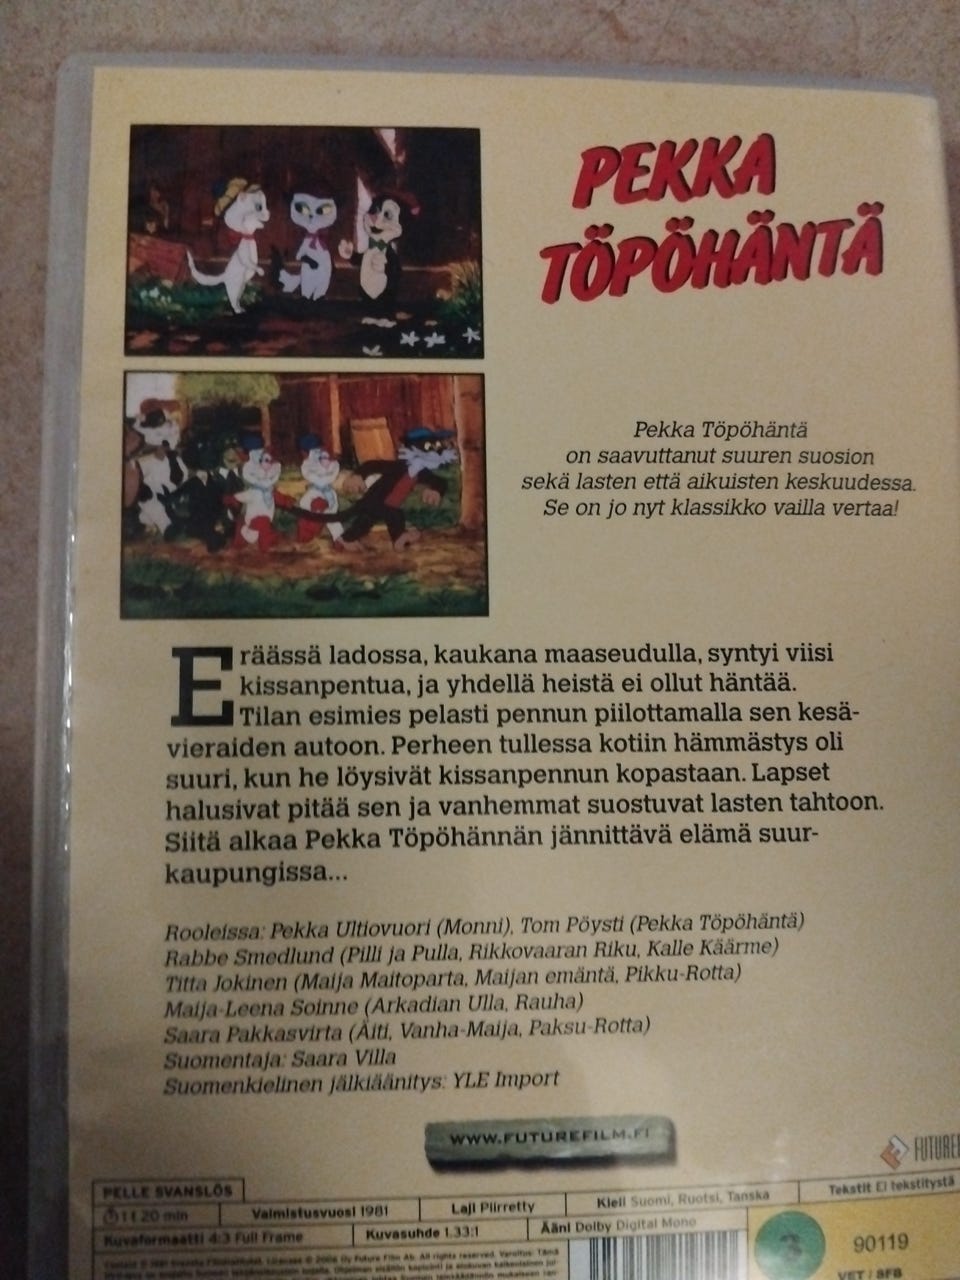 PEKKA
TÖPÖHÄNTÄ
Pekka Töpöhäntä
on saavuttanut suuren suosion
sekä lasten että aikuisten keskuudessa.
Se on jo nyt klassikko vailla vertaa!
Eräässä ladossa, kaukana maaseudulla, syntyi viisi
kissanpentua, ja yhdellä heistä ei ollut häntää.
Tilan esimies pelasti pennun piilottamalla sen kesä-
vieraiden autoon. Perheen tullessa kotiin hämmästys oli
suuri, kun he löysivät kissanpennun kopastaan. Lapset
halusivat pitää sen ja vanhemmat suostuvat lasten tahtoon.
Siitä alkaa Pekka Töpöhännän jännittävä elämä suur-
kaupungissa...
Rooleissa: Pekka Ultiovuori (Monni), Tom Pöysti (Pekka Töpöhäntä)
Rabbe Smedlund (Pilli ja Pulla, Rikkovaaran Riku, Kalle Käärme)
Titta Jokinen (Maija Maitoparta, Maijan emäntä, Pikku-Rotta)
Maija-Leena Soinne (Arkadian Ulla, Rauha)
Saara Pakkasvirta (Äiti, Vanha-Maija, Paksu-Rotta)
Suomentaja: Saara Villa
Suomenkielinen jälkiäänitys: YLE Import
WWW.FUTUREFILM.FI
PELLE SVANSLÖS
1 t 20 min Valmistusvuosi 1981 Laji Piirretty Kieli Suomi, Ruotsi, Tanska Tekstit Ei tekstitystä
Kuvaformaatti 4:3 Full Frame Kuvasuhde 1.33:1 Ääni Dolby Digital Mono
3
90119
VET / SFB